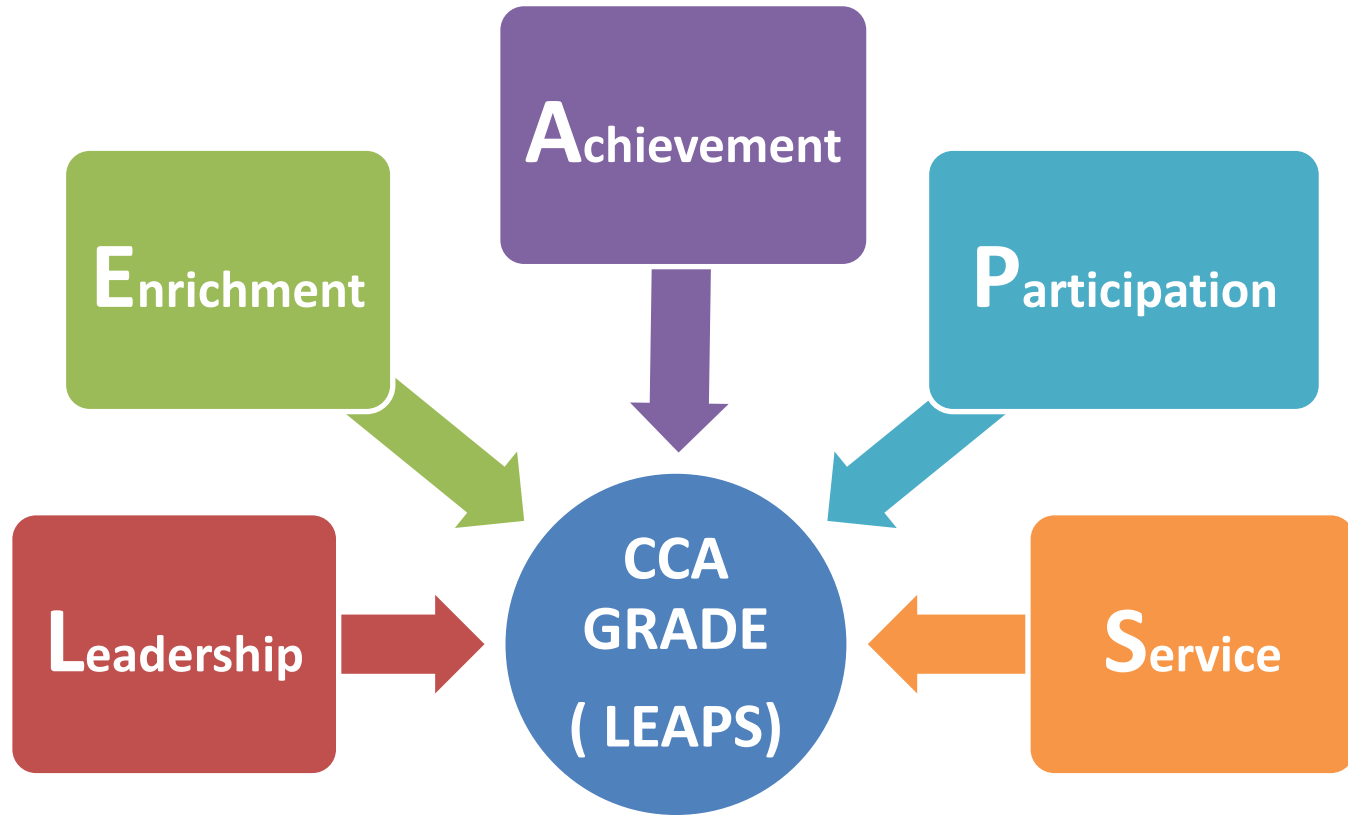 Achievement
Enrichment
Participation
Leadership
CCA
GRADE
( LEAPS)
Service